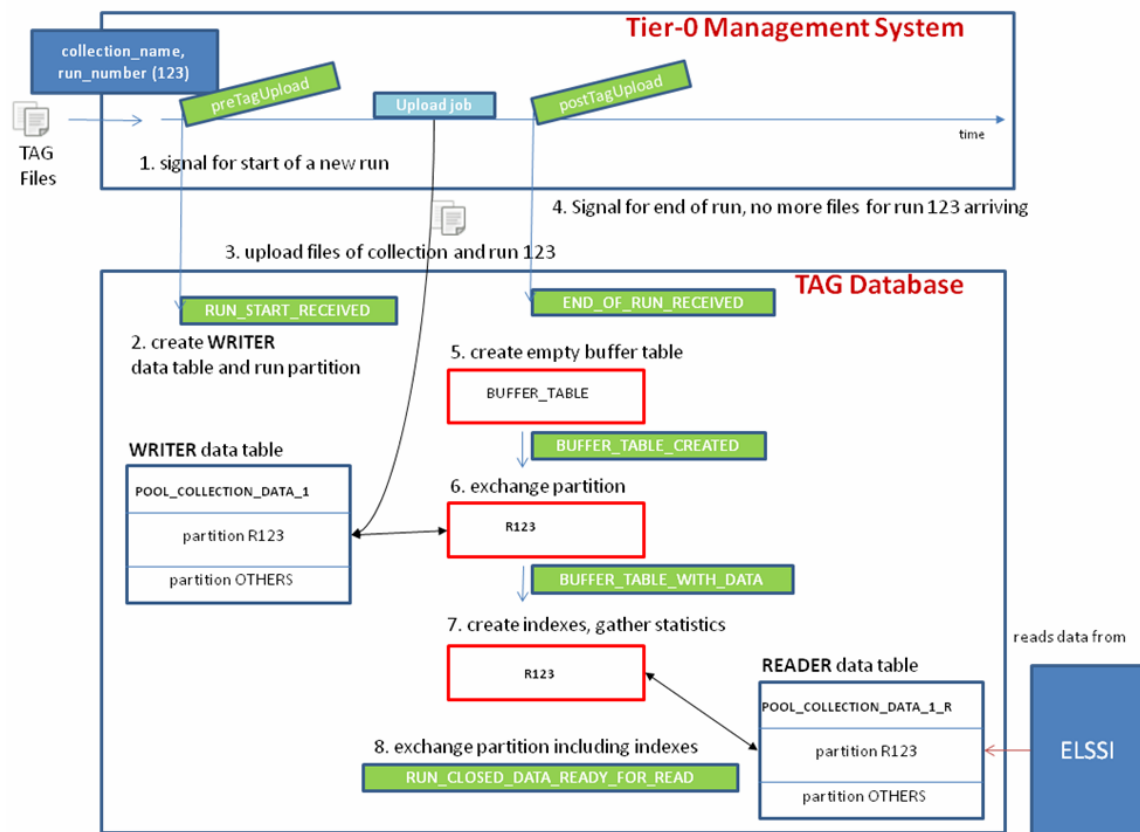 Tier-0 Management System
collection_name,
run_number (123)
preTagUpload
Upload job
postTagUpload
time
TAG
Files
1. signal for start of a new run
4. Signal for end of run, no more files for run 123 arriving
3. upload files of collection and run 123
TAG Database
RUN_START_RECEIVED
END_OF_RUN_RECEIVED
2. create WRITER
data table and run partition
5. create empty buffer table
BUFFER_TABLE
BUFFER_TABLE_CREATED
WRITER data table
POOL_COLLECTION_DATA_1
partition R123
partition OTHERS
6. exchange partition
R123
BUFFER_TABLE_WITH_DATA
7. create indexes, gather statistics
R123
reads data from
READER data table
POOL_COLLECTION_DATA_1_R
partition R123
partition OTHERS
ELSSI
8. exchange partition including indexes
RUN_CLOSED_DATA_READY_FOR_READ